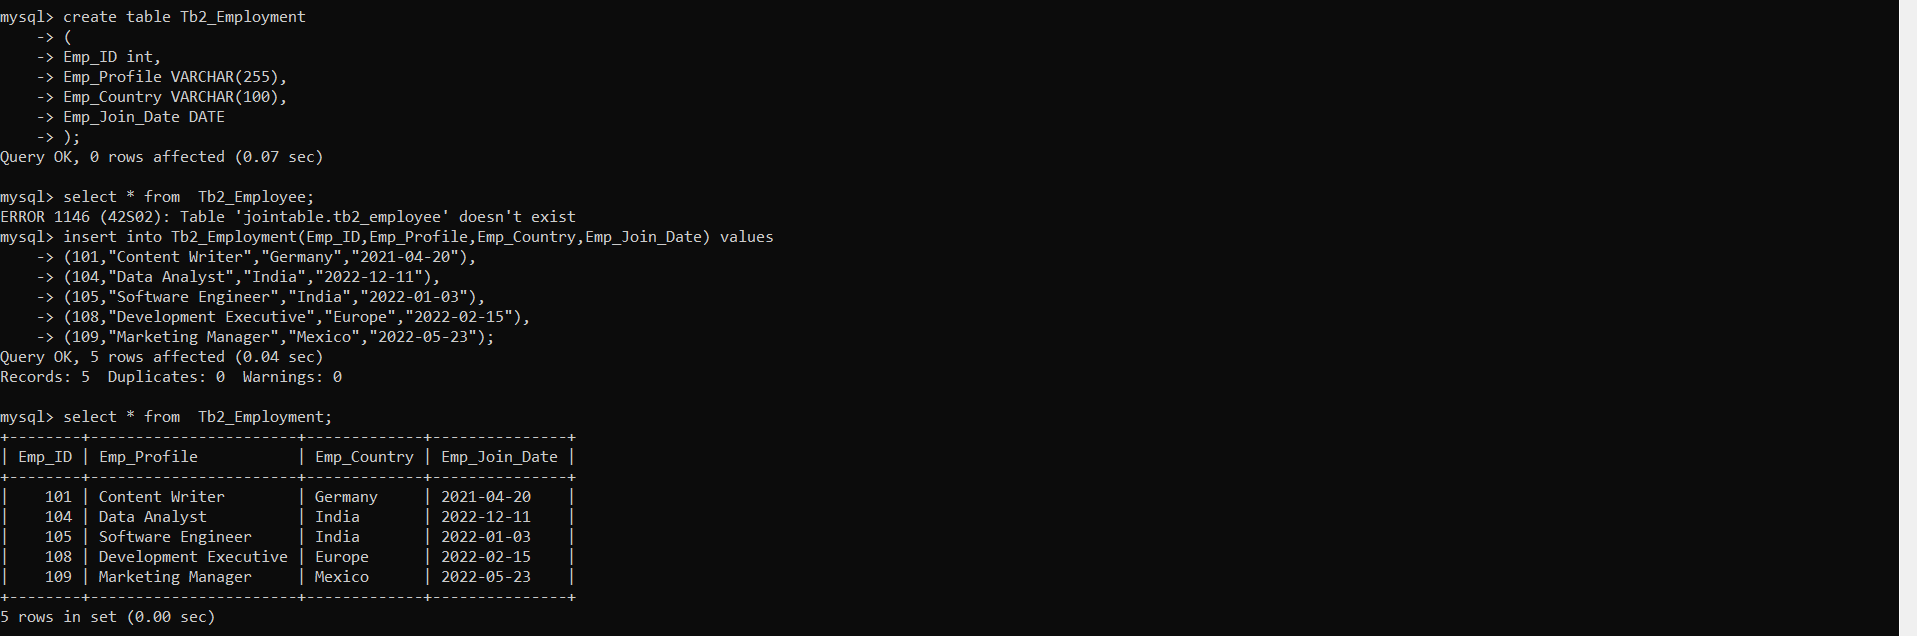 mysql> create table Tb2_Employment
    -> (
    -> Emp_ID int,
    -> Emp_Profile VARCHAR(255),
    -> Emp_Country VARCHAR(100),
    -> Emp_Join_Date DATE
    -> );
Query OK, 0 rows affected (0.07 sec)

mysql> select * from  Tb2_Employee;
ERROR 1146 (42S02): Table 'jointable.tb2_employee' doesn't exist
mysql> insert into Tb2_Employment(Emp_ID,Emp_Profile,Emp_Country,Emp_Join_Date) values
    -> (101,"Content Writer","Germany","2021-04-20"),
    -> (104,"Data Analyst","India","2022-12-11"),
    -> (105,"Software Engineer","India","2022-01-03"),
    -> (108,"Development Executive","Europe","2022-02-15"),
    -> (109,"Marketing Manager","Mexico","2022-05-23");
Query OK, 5 rows affected (0.04 sec)
Records: 5  Duplicates: 0  Warnings: 0

mysql> select * from  Tb2_Employment;
+--------+-----------------------+-------------+---------------+
| Emp_ID | Emp_Profile           | Emp_Country | Emp_Join_Date |
+--------+-----------------------+-------------+---------------+
|    101 | Content Writer        | Germany     | 2021-04-20    |
|    104 | Data Analyst          | India       | 2022-12-11    |
|    105 | Software Engineer     | India       | 2022-01-03    |
|    108 | Development Executive | Europe      | 2022-02-15    |
|    109 | Marketing Manager     | Mexico      | 2022-05-23    |
+--------+-----------------------+-------------+---------------+
5 rows in set (0.00 sec)